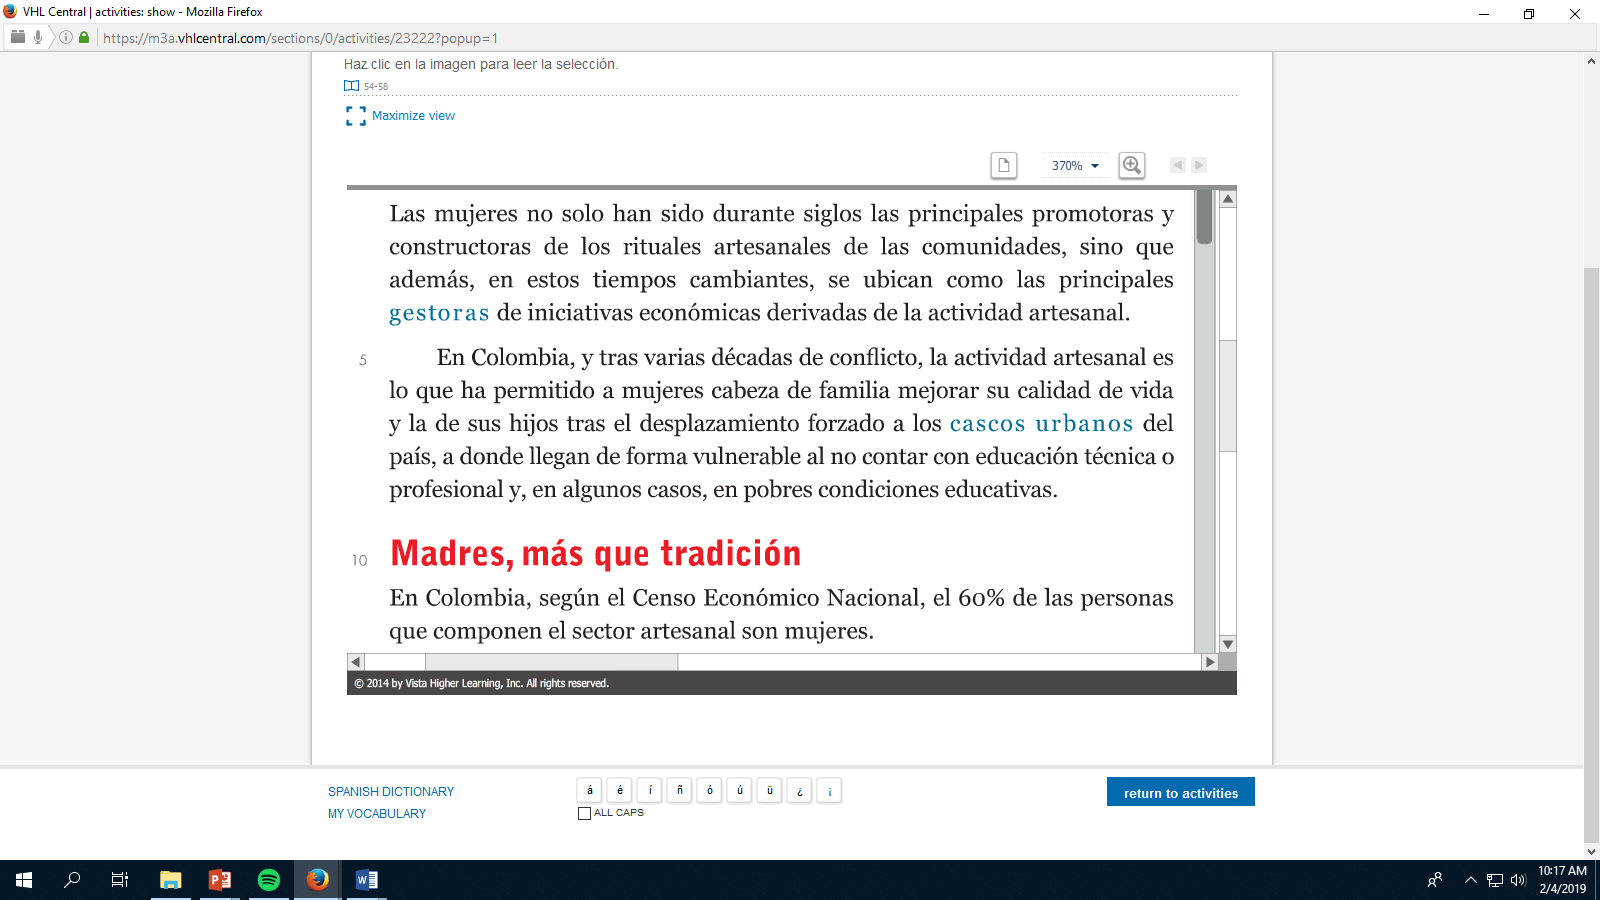 VHL Central | activities: show - Mozilla Firefox
https://m3a.vhlcentral.com/sections/0/activities/23222?popup=1
Haz clic en la imagen para leer la selección.
54-58
Maximize view
370%
Las mujeres no solo han sido durante siglos las principales promotoras y
constructoras de los rituales artesanales de las comunidades, sino que
además, en estos tiempos cambiantes, se ubican como las principales
gestoras de iniciativas económicas derivadas de la actividad artesanal.
5 En Colombia, y tras varias décadas de conflicto, la actividad artesanal es
lo que ha permitido a mujeres cabeza de familia mejorar su calidad de vida
y la de sus hijos tras el desplazamiento forzado a los cascos urbanos del
país, a donde llegan de forma vulnerable al no contar con educación técnica o
profesional y, en algunos casos, en pobres condiciones educativas.
10 Madres, más que tradición
En Colombia, según el Censo Económico Nacional, el 60% de las personas
que componen el sector artesanal son mujeres.
© 2014 by Vista Higher Learning, Inc. All rights reserved.
SPANISH DICTIONARY
MY VOCABULARY
á é í ñ ó ú ü ¿ ¡
ALL CAPS
return to activities
10:17 AM
2/4/2019